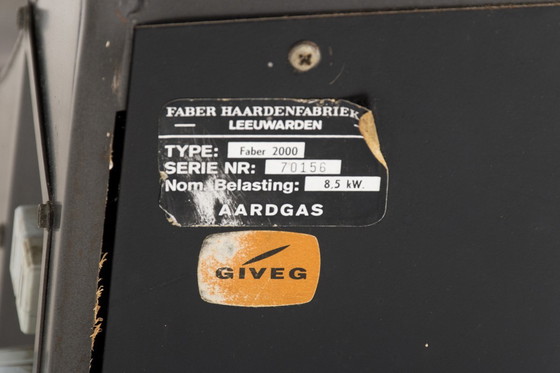 FABER HAARDENFABRIEK
LEEUWARDEN
TYPE: Faber 2000
SERIE NR: 70156
Nom. Belasting: 8,5 kW.
AARDGAS
GIVEG